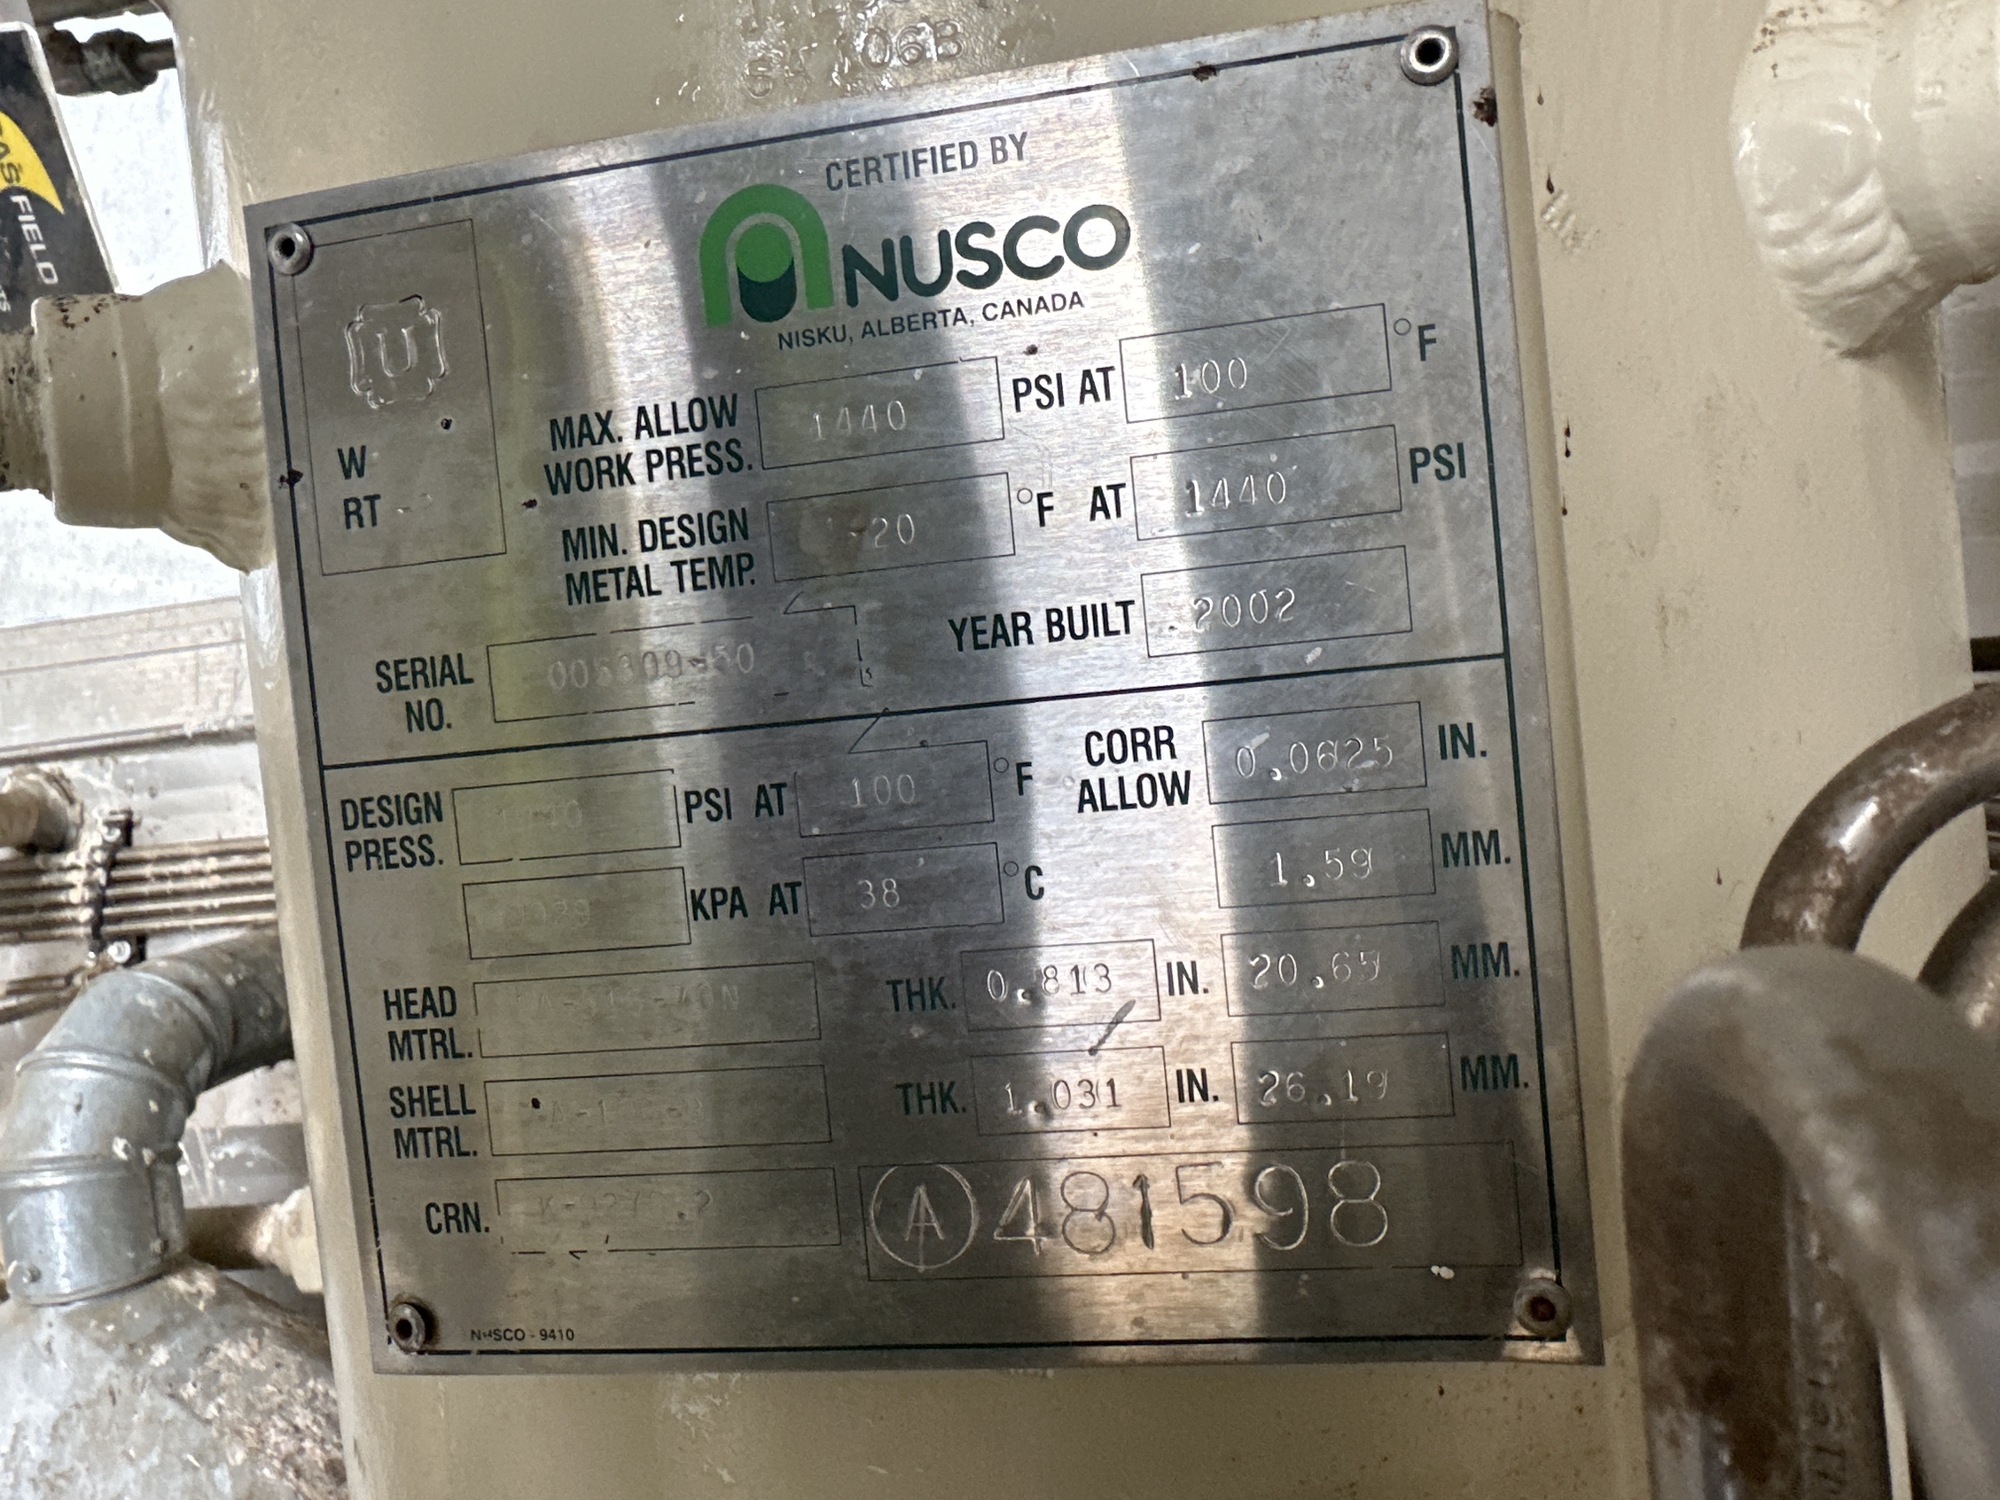 106B
CERTIFIED BY
NUSCO
NISKU, ALBERTA, CANADA
U
W
RT
MAX. ALLOW WORK PRESS. 1440 PSI AT 100 °F
MIN. DESIGN METAL TEMP. -20 °F AT 1440 PSI
SERIAL NO. YEAR BUILT 2002
DESIGN PRESS. PSI AT 100 °F CORR ALLOW 0.0625 IN.
KPA AT 38 °C 1.59 MM.
HEAD MTRL. THK. 0.813 IN. 20.65 MM.
SHELL MTRL. THK. 1.031 IN. 26.19 MM.
CRN. A 481598
NUSCO - 9410
FIELD